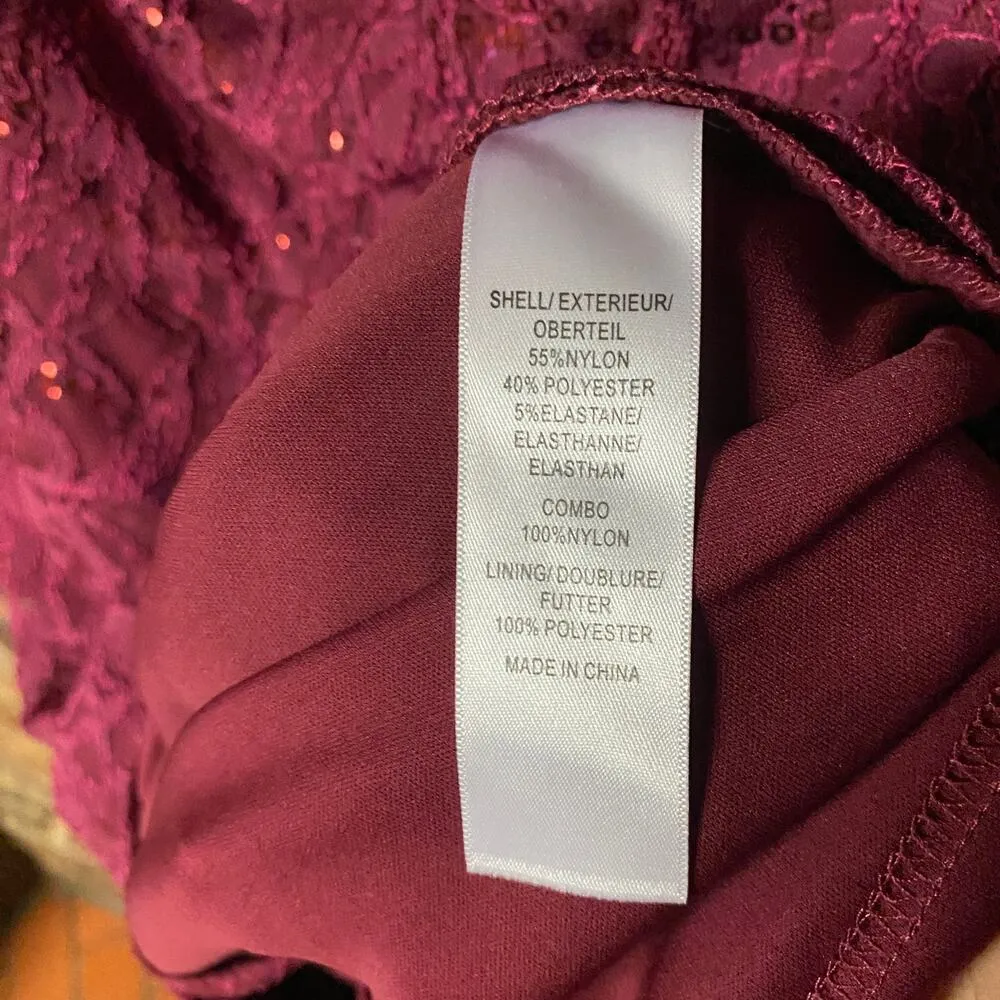 SHELL/ EXTERIEUR/
OBERTEIL
55%NYLON
40% POLYESTER
5%ELASTANE/
ELASTHANNE/
ELASTHAN
COMBO
100%NYLON
LINING/ DOUBLURE/
FUTTER
100% POLYESTER
MADE IN CHINA